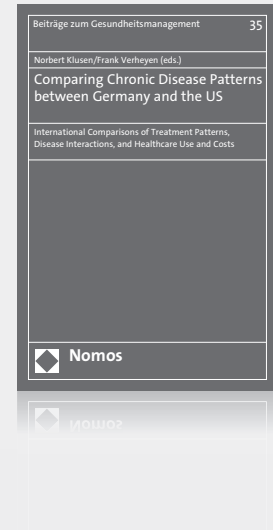 Beiträge zum Gesundheitsmanagement 35
Norbert Klusen/Frank Verheyen (eds.)
Comparing Chronic Disease Patterns
between Germany and the US
International Comparisons of Treatment Patterns,
Disease Interactions, and Healthcare Use and Costs
Nomos